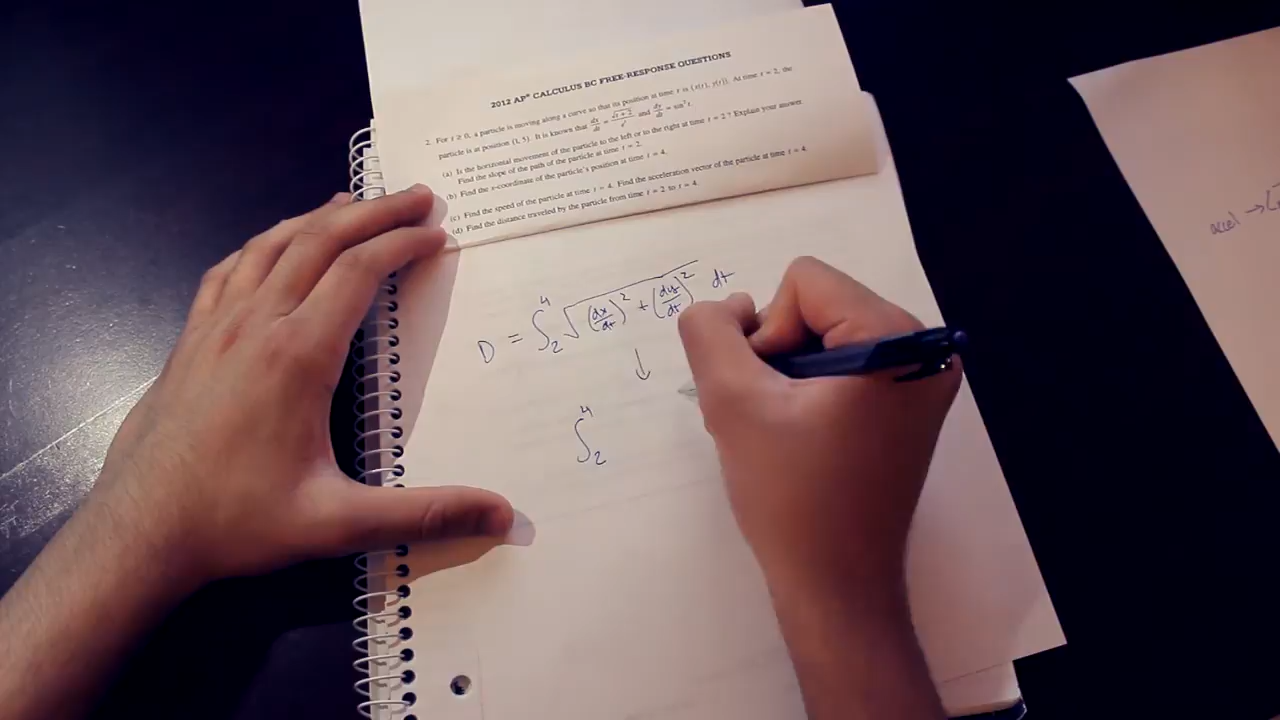 2012 AP® CALCULUS BC FREE-RESPONSE QUESTIONS
2. For t ≥ 0, a particle is moving along a curve so that its position at time t is (x(t), y(t)). At time t = 2, the
particle is at position (1, 5). It is known that dx/dt = √(t + 2)/e^t and dy/dt = sin² t.
(a) Is the horizontal movement of the particle to the left or to the right at time t = 2? Explain your answer.
Find the slope of the path of the particle at time t = 2.
(b) Find the x-coordinate of the particle's position at time t = 4.
(c) Find the speed of the particle at time t = 4. Find the acceleration vector of the particle at time t = 4.
(d) Find the distance traveled by the particle from time t = 2 to t = 4.
accel → [
D = ∫₂⁴ √((dx/dt)² + (dy/dt)²) dt
↓
∫₂⁴